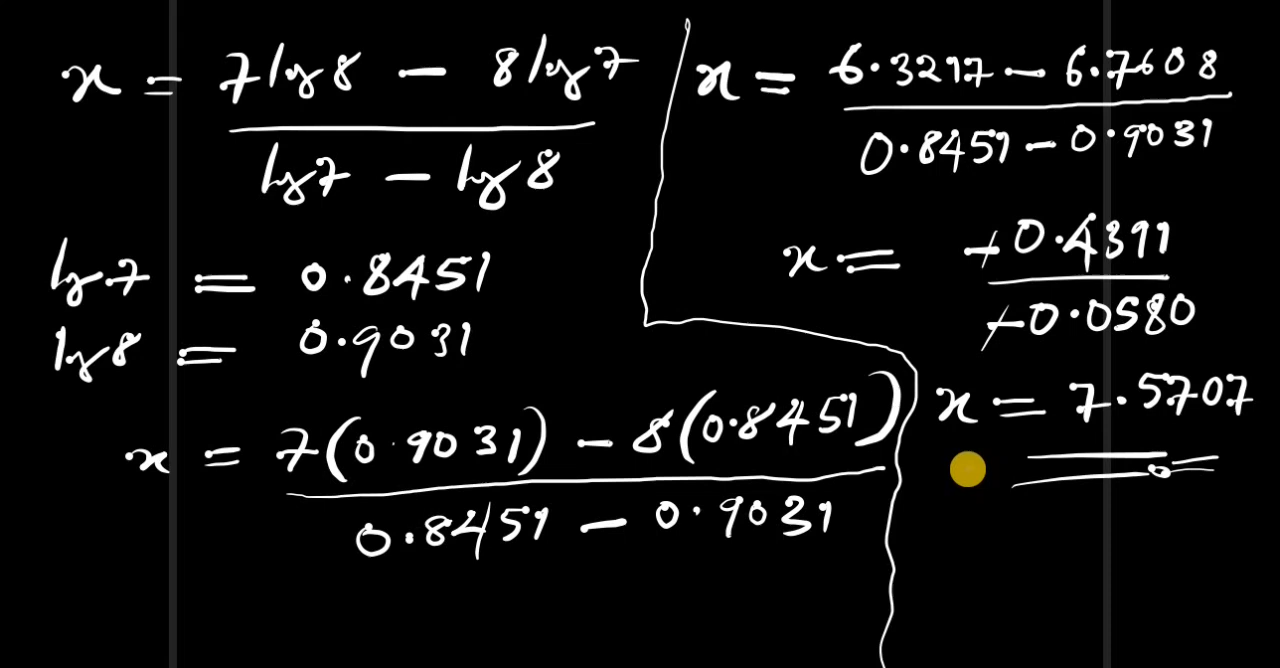 x = 7log8 - 8log7 / log7 - log8
log7 = 0.8451
log8 = 0.9031
x = 7(0.9031) - 8(0.8451) / 0.8451 - 0.9031
x = 6.3217 - 6.7608 / 0.8451 - 0.9031
x = -0.4391 / -0.0580
x = 7.5707